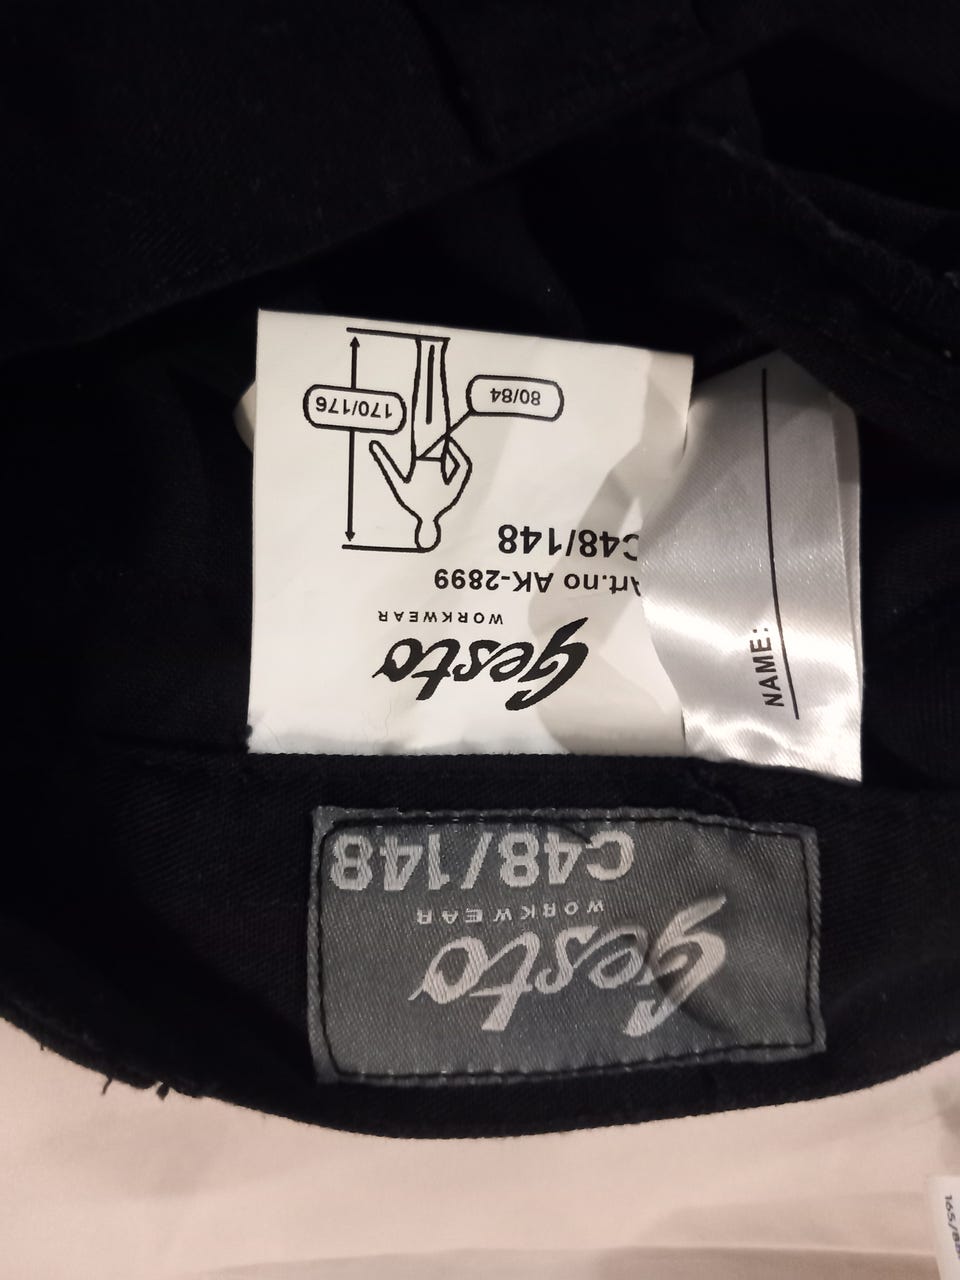 Gesto
WORKWEAR
C48/148
Gesto
WORKWEAR
Art.no AK-2899
C48/148
80/84
170/176
NAME: